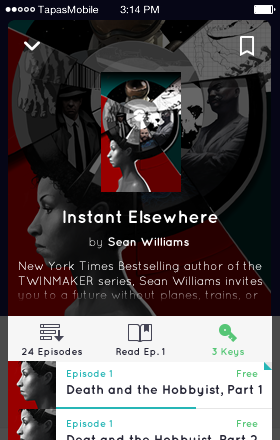 TapasMobile 3:14 PM
Instant Elsewhere
by Sean Williams
New York Times Bestselling author of the
TWINMAKER series, Sean Williams invites
you to a future without planes, trains, or
24 Episodes Read Ep. 1 3 Keys
Episode 1 Free
Death and the Hobbyist, Part 1
Episode 1 Free
Deat and the Hobbyist, Part 2